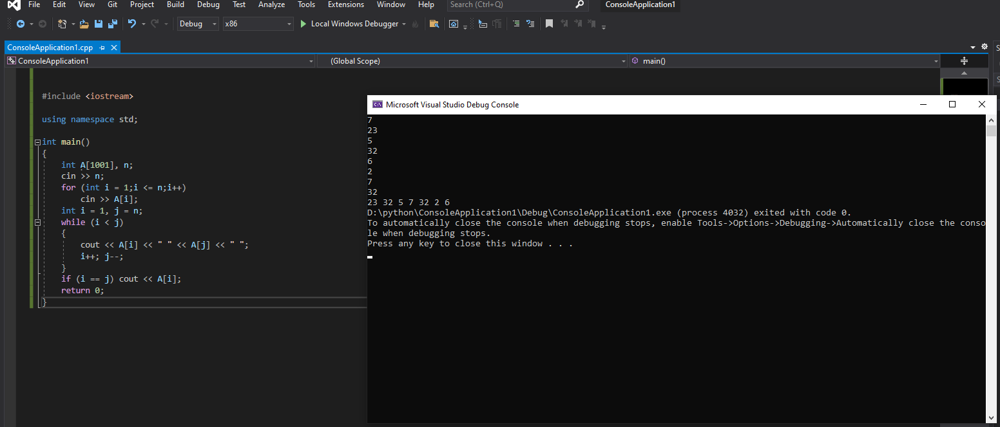 File Edit View Git Project Build Debug Test Analyze Tools Extensions Window Help Search (Ctrl+Q) ConsoleApplication1
Debug x86 Local Windows Debugger
ConsoleApplication1.cpp
ConsoleApplication1 (Global Scope) main()
#include <iostream>
using namespace std;
int main()
{
int A[1001], n;
cin >> n;
for (int i = 1;i <= n;i++)
cin >> A[i];
int i = 1, j = n;
while (i < j)
{
cout << A[i] << " " << A[j] << " ";
i++; j--;
}
if (i == j) cout << A[i];
return 0;
}
Microsoft Visual Studio Debug Console
7
23
5
32
6
2
7
32
23 32 5 7 32 2 6
D:\python\ConsoleApplication1\Debug\ConsoleApplication1.exe (process 4032) exited with code 0.
To automatically close the console when debugging stops, enable Tools->Options->Debugging->Automatically close the conso
le when debugging stops.
Press any key to close this window . . .